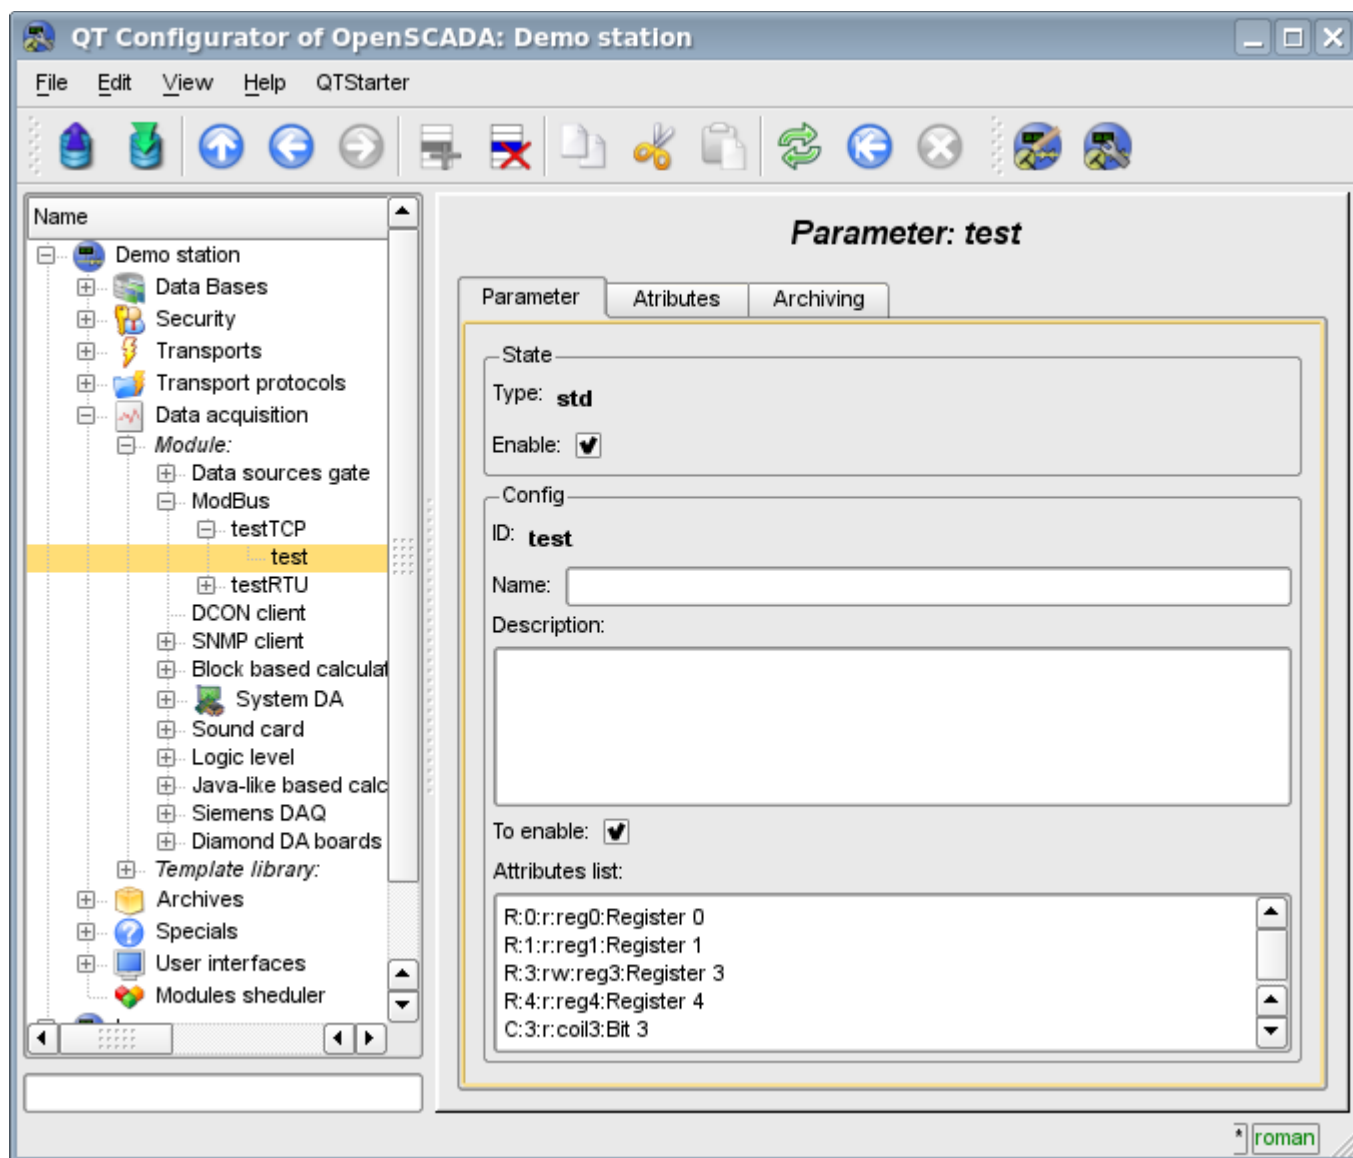 QT Configurator of OpenSCADA: Demo station
File Edit View Help QTStarter
Name
Demo station
Data Bases
Security
Transports
Transport protocols
Data acquisition
Module:
Data sources gate
ModBus
testTCP
test
testRTU
DCON client
SNMP client
Block based calculat
System DA
Sound card
Logic level
Java-like based calc
Siemens DAQ
Diamond DA boards
Template library:
Archives
Specials
User interfaces
Modules sheduler
Parameter: test
Parameter Atributes Archiving
State
Type: std
Enable:
Config
ID: test
Name:
Description:
To enable:
Attributes list:
R:0:r:reg0:Register 0
R:1:r:reg1:Register 1
R:3:rw:reg3:Register 3
R:4:r:reg4:Register 4
C:3:r:coil3:Bit 3
* roman